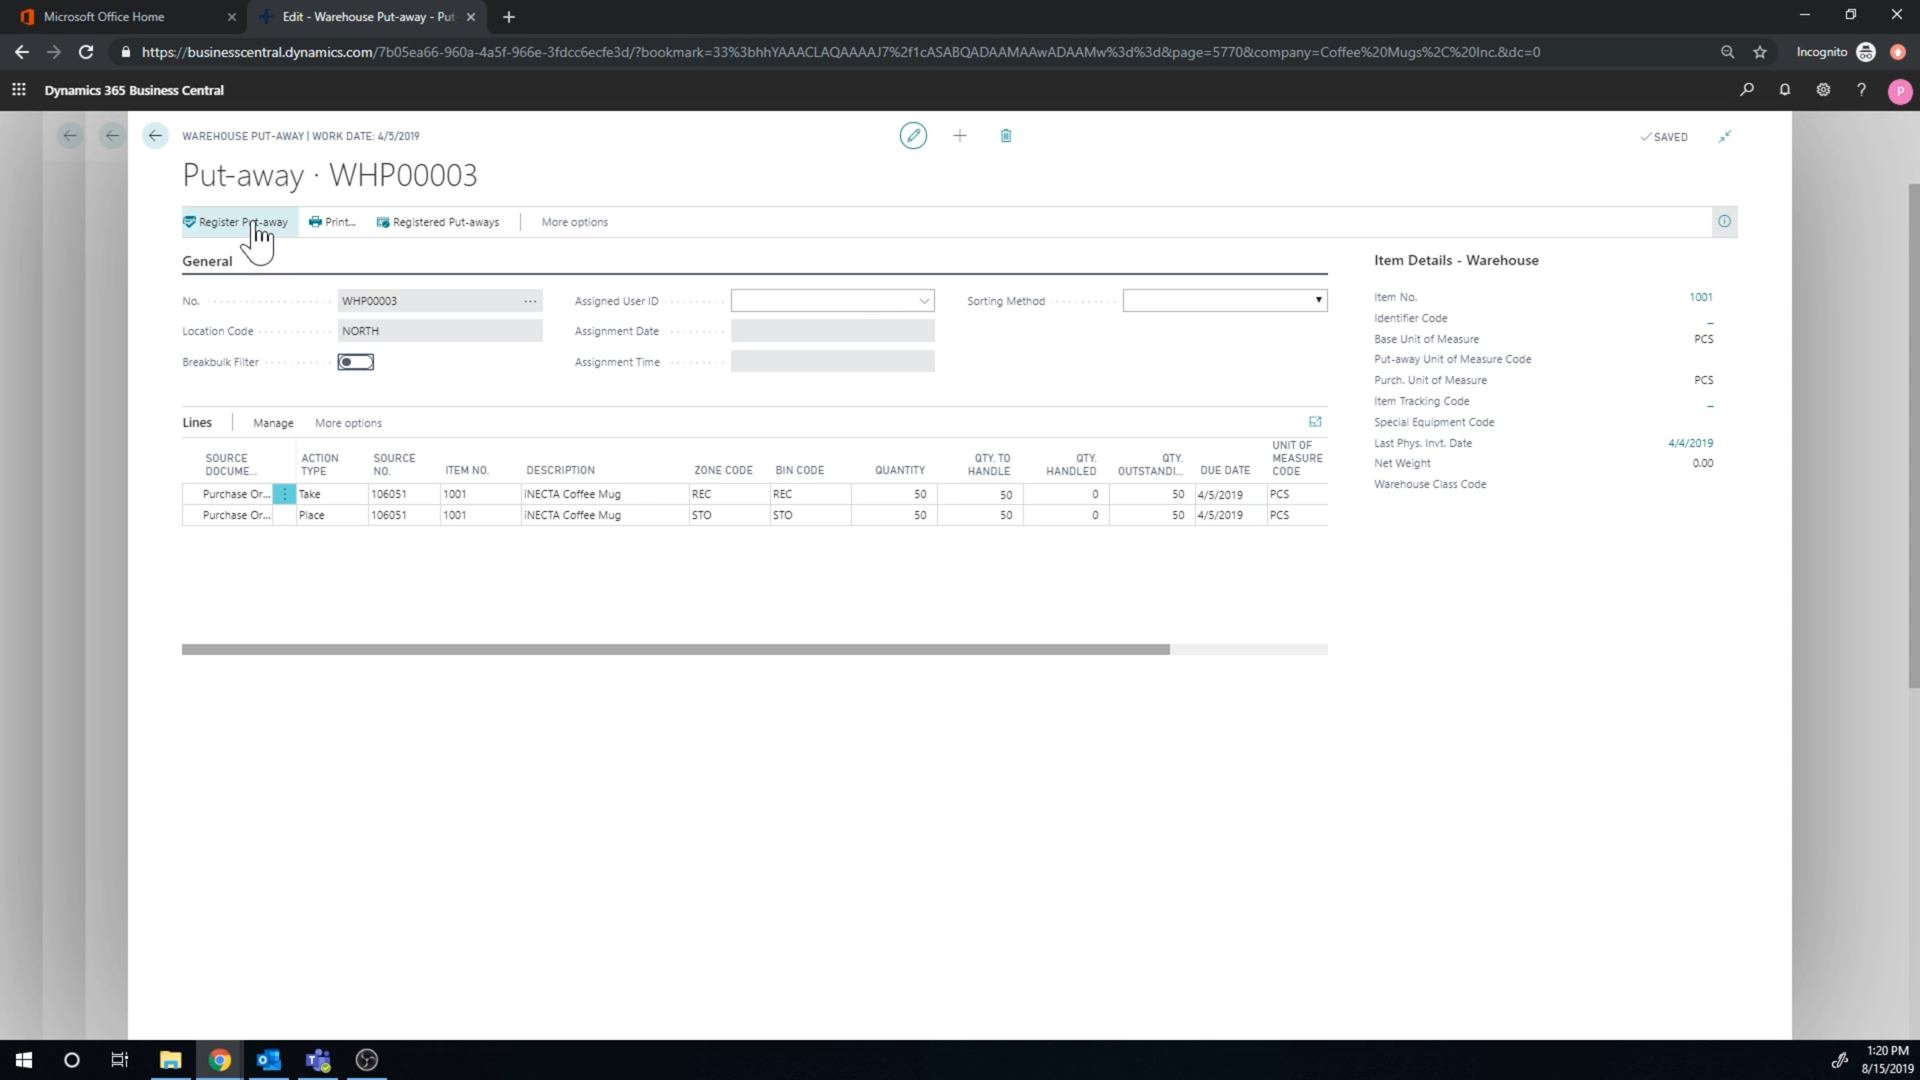 Microsoft Office Home
Edit - Warehouse Put-away - Put
https://businesscentral.dynamics.com/7b05ea66-960a-4a5f-966e-3fdcc6ecfe3d/?bookmark=33%3bhhYAAACLAQAAAAJ7%2f1cASABQADAAMAAwADAAMw%3d%3d&page=5770&company=Coffee%20Mugs%2C%20Inc.&dc=0
Incognito
Dynamics 365 Business Central
P
WAREHOUSE PUT-AWAY | WORK DATE: 4/5/2019
SAVED
Put-away · WHP00003
Register Put-away
Print...
Registered Put-aways
More options
General
No.
WHP00003
Location Code
NORTH
Breakbulk Filter
Assigned User ID
Assignment Date
Assignment Time
Sorting Method
Item Details - Warehouse
Item No. 1001
Identifier Code _
Base Unit of Measure PCS
Put-away Unit of Measure Code
Purch. Unit of Measure PCS
Item Tracking Code _
Special Equipment Code
Last Phys. Invt. Date 4/4/2019
Net Weight 0.00
Warehouse Class Code
Lines Manage More options
SOURCE DOCUME... ACTION TYPE SOURCE NO. ITEM NO. DESCRIPTION ZONE CODE BIN CODE QUANTITY QTY. TO HANDLE QTY. HANDLED QTY. OUTSTANDI... DUE DATE UNIT OF MEASURE CODE
Purchase Or... Take 106051 1001 iNECTA Coffee Mug REC REC 50 50 0 50 4/5/2019 PCS
Purchase Or... Place 106051 1001 iNECTA Coffee Mug STO STO 50 50 0 50 4/5/2019 PCS
1:20 PM
8/15/2019